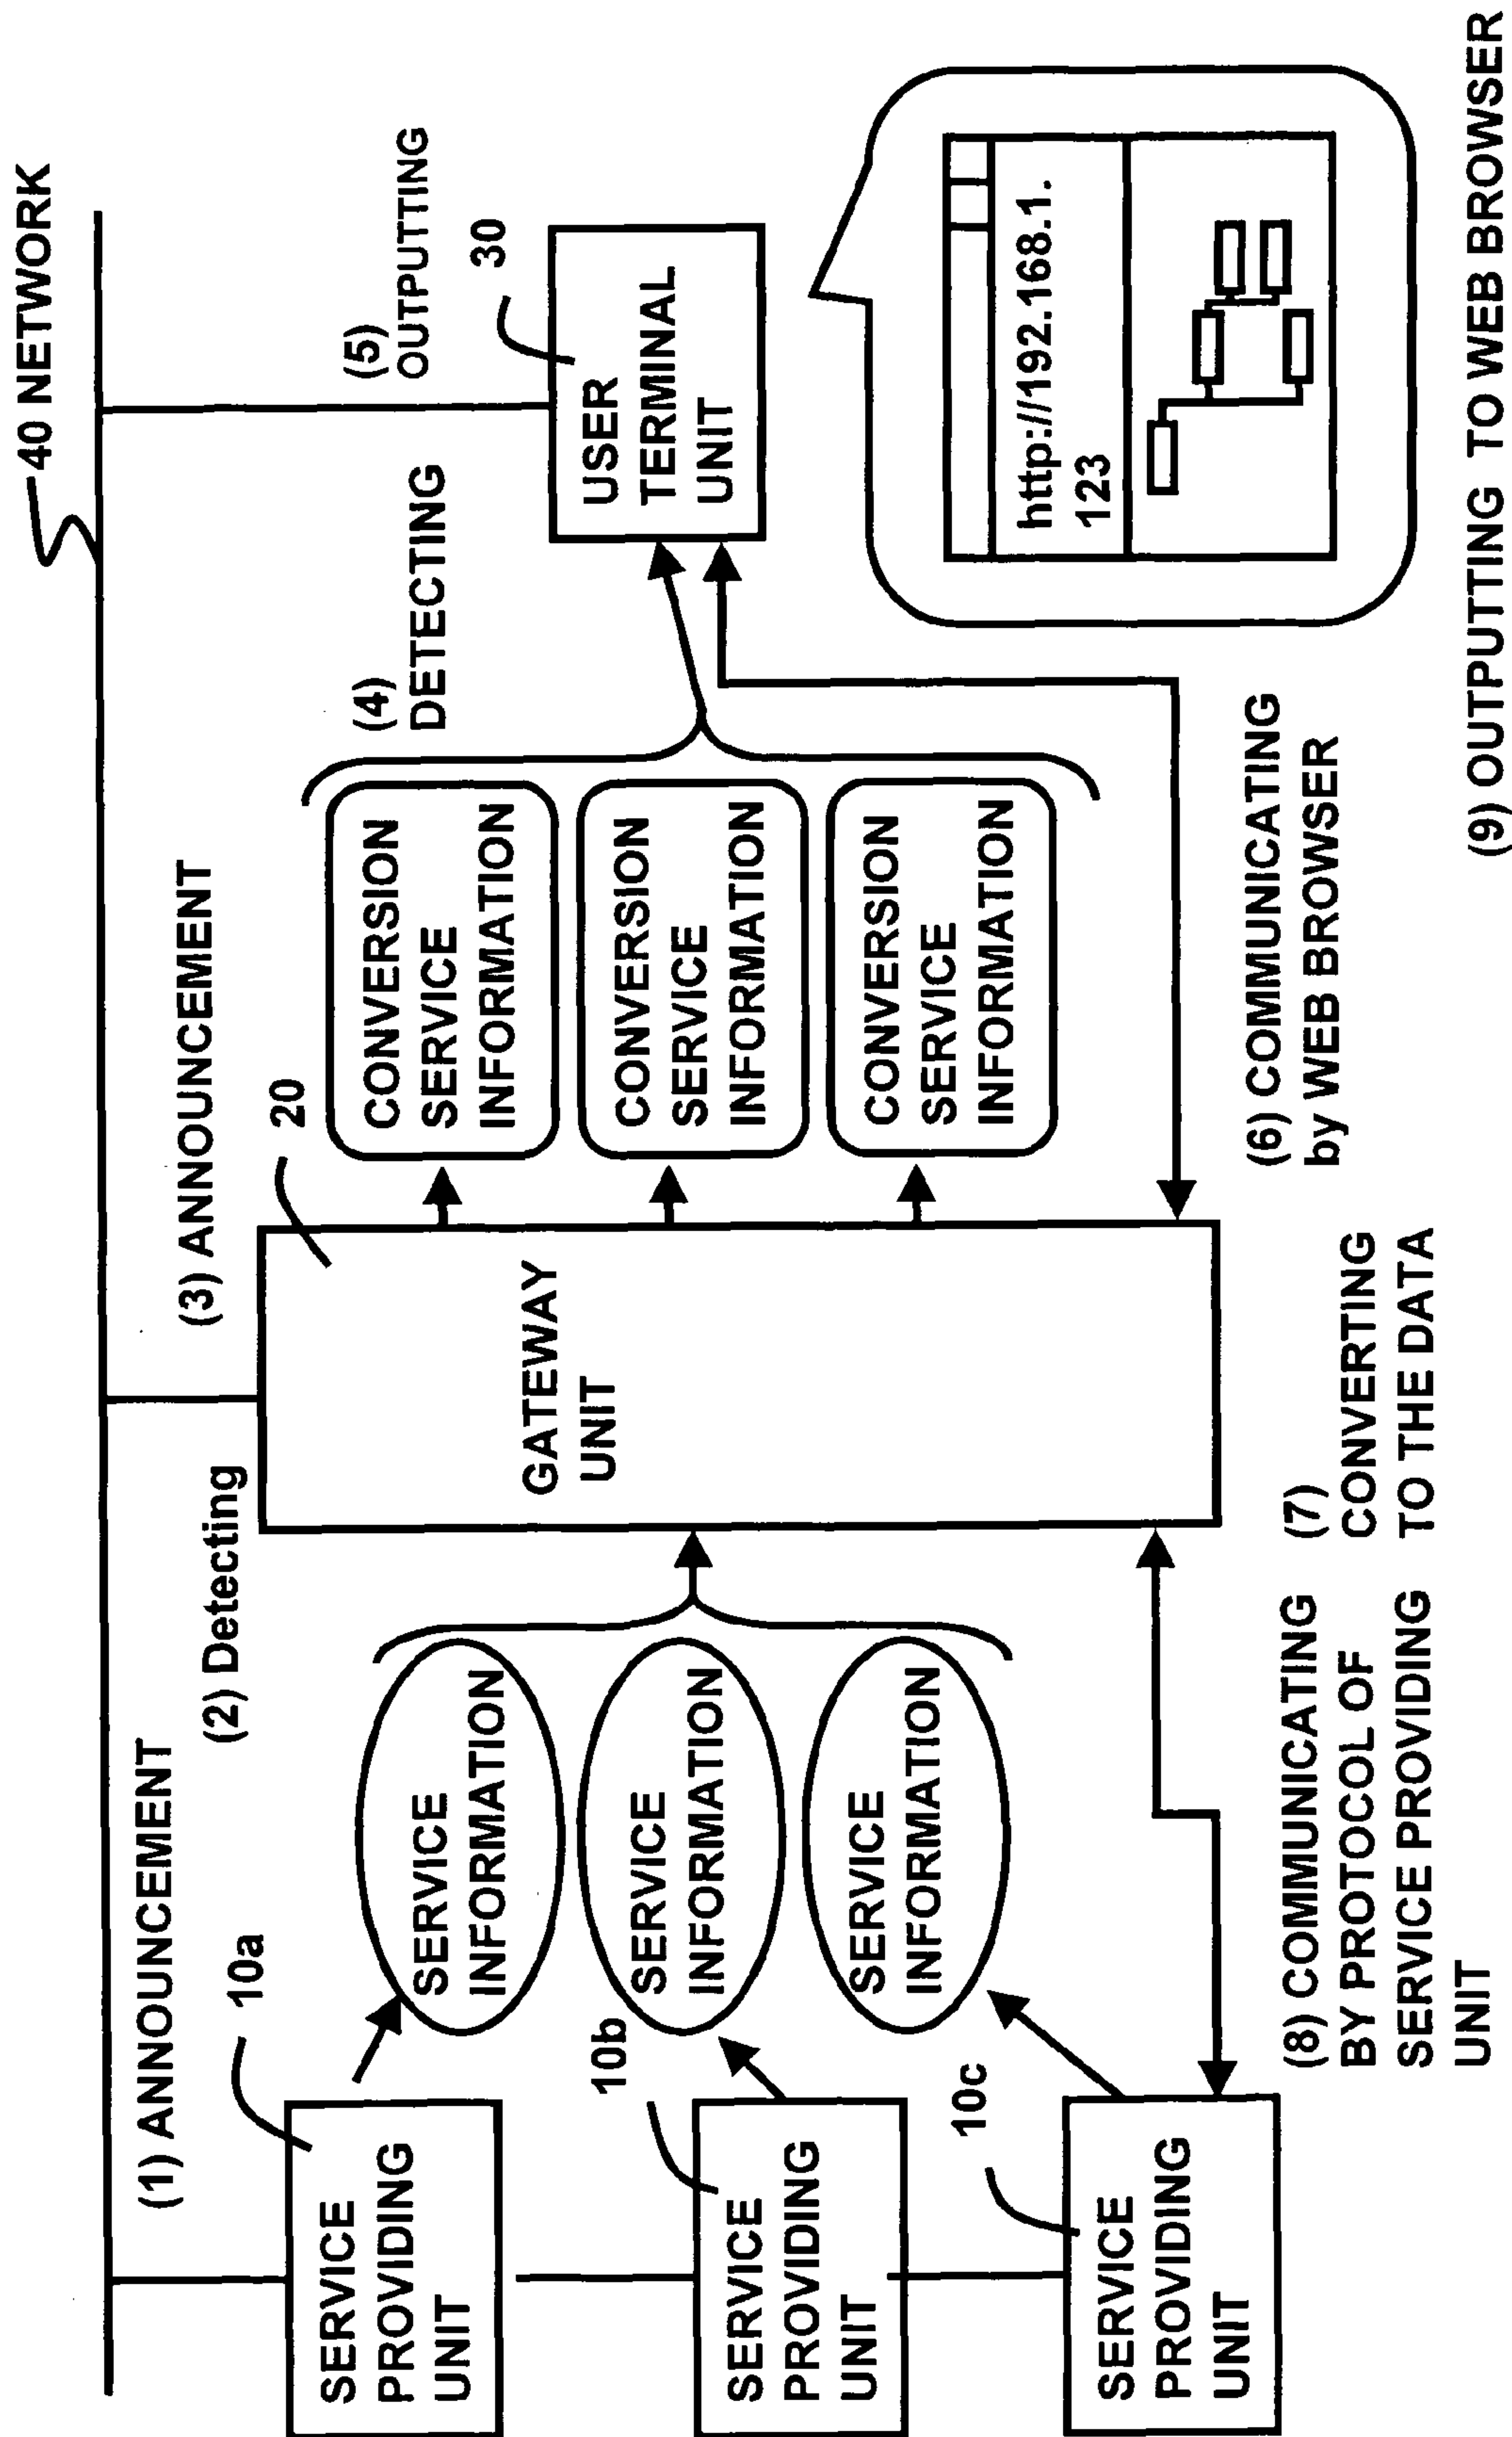 40 NETWORK
(1) ANNOUNCEMENT
(2) Detecting
(3) ANNOUNCEMENT
(4)
DETECTING
(5)
OUTPUTTING
10a
SERVICE
PROVIDING
UNIT
10b
SERVICE
PROVIDING
UNIT
10c
SERVICE
PROVIDING
UNIT
SERVICE
INFORMATION
SERVICE
INFORMATION
SERVICE
INFORMATION
20
GATEWAY
UNIT
CONVERSION
SERVICE
INFORMATION
CONVERSION
SERVICE
INFORMATION
CONVERSION
SERVICE
INFORMATION
30
USER
TERMINAL
UNIT
http://192.168.1.
123
(8) COMMUNICATING
BY PROTOCOL OF
SERVICE PROVIDING
UNIT
(7)
CONVERTING
TO THE DATA
(6) COMMUNICATING
by WEB BROWSER
(9) OUTPUTTING TO WEB BROWSER